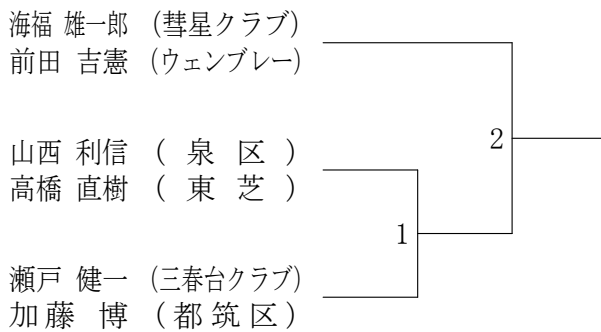 海福 雄一郎 (彗星クラブ)
前田 吉憲 (ウェンブレー)
2
山西 利信 ( 泉 区 )
高橋 直樹 ( 東 芝 )
1
瀬戸 健一 (三春台クラブ)
加藤 博 (都筑区)